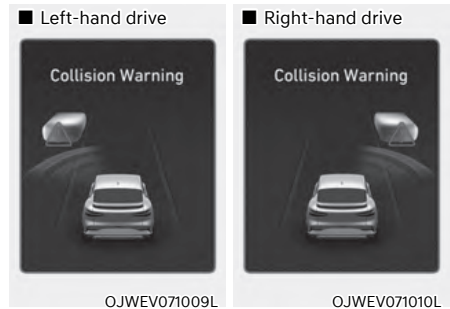 ■ Left-hand drive
Collision Warning
OJWEV071009L
■ Right-hand drive
Collision Warning
OJWEV071010L